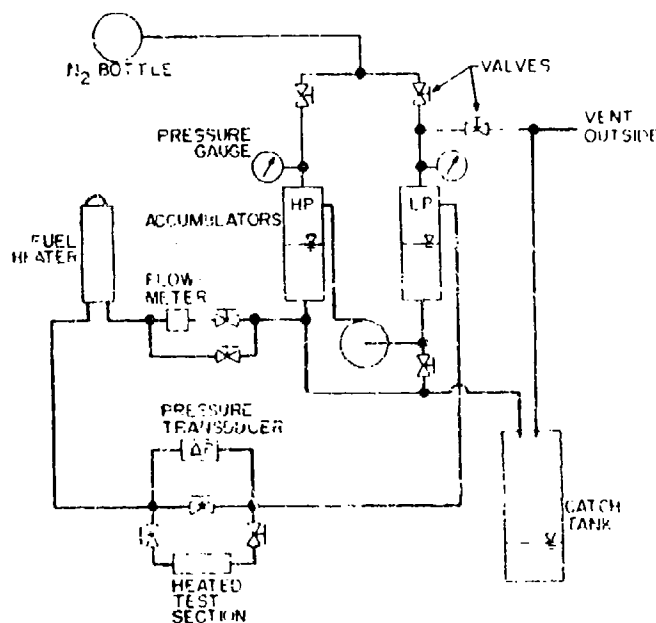 N2 BOTTLE
VALVES
VENT
OUTSIDE
PRESSURE
GAUGE
HP
LP
ACCUMULATORS
FUEL
HEATER
FLOW-
METER
PRESSURE
TRANSDUCER
ΔP
CATCH
TANK
HEATED
TEST
SECTION